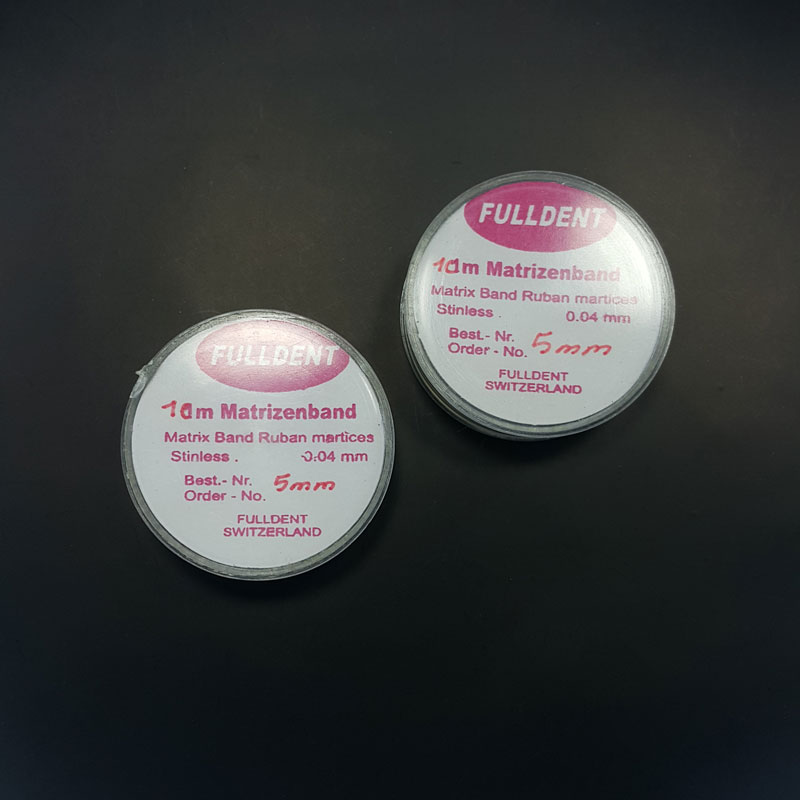 FULLDENT
10m Matrizenband
Matrix Band Ruban martices
Stinless . 0.04 mm
Best.- Nr.
Order - No. 5mm
FULLDENT
SWITZERLAND
FULLDENT
10m Matrizenband
Matrix Band Ruban martices
Stinless . 0.04 mm
Best.- Nr. 5mm
Order - No.
FULLDENT
SWITZERLAND